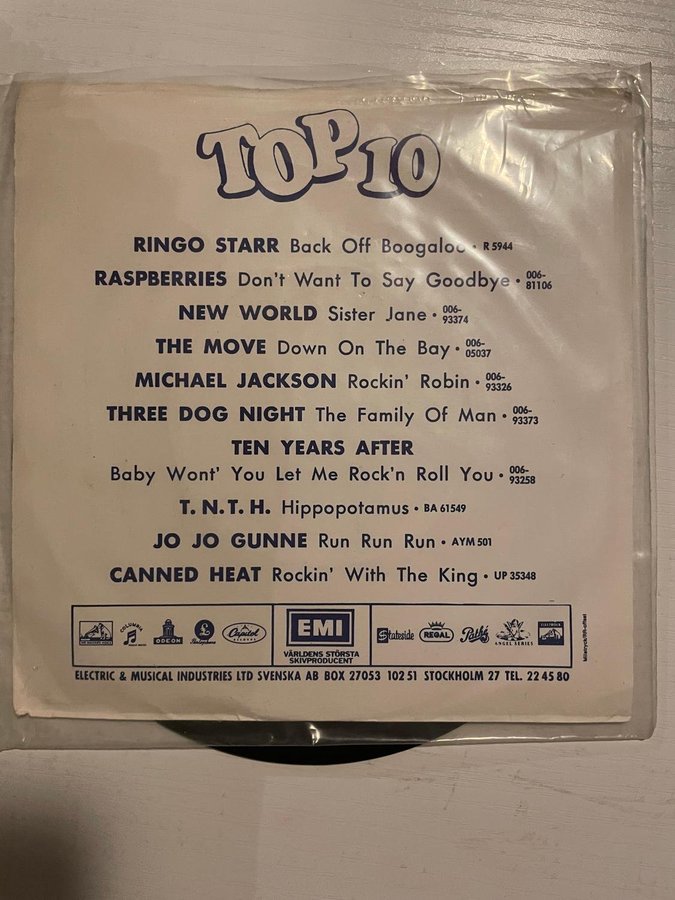 TOP 10
RINGO STARR Back Off Boogaloo • R 5944
RASPBERRIES Don't Want To Say Goodbye • 006-81106
NEW WORLD Sister Jane • 006-93374
THE MOVE Down On The Bay • 006-05037
MICHAEL JACKSON Rockin' Robin • 006-93326
THREE DOG NIGHT The Family Of Man • 006-93373
TEN YEARS AFTER
Baby Wont' You Let Me Rock'n Roll You • 006-93258
T. N. T. H. Hippopotamus • BA 61549
JO JO GUNNE Run Run Run • AYM 501
CANNED HEAT Rockin' With The King • UP 35348
COLUMBIA ODEON Parlophone Capitol EMI Stateside REGAL Pathé ANGEL SERIES
VÄRLDENS STÖRSTA
SKIVPRODUCENT
ELECTRIC & MUSICAL INDUSTRIES LTD SVENSKA AB BOX 27053 102 51 STOCKHOLM 27 TEL. 22 45 80